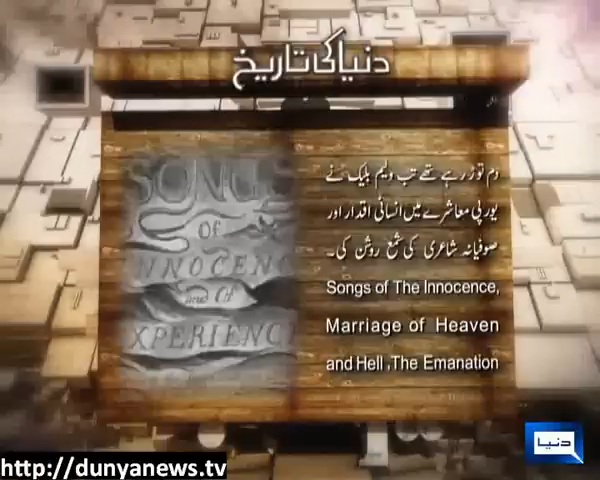 دنیا کی تاریخ
SONGS
Of
INNOCENC
and Of
EXPERIENC
دم توڑ رہے تھے تب ولیم بلیک نے
یورپی معاشرے میں انسانی اقدار اور
صوفیانہ شاعری کی شمع روشن کی۔
Songs of The Innocence,
Marriage of Heaven
and Hell ،The Emanation
دنیا
http://dunyanews.tv